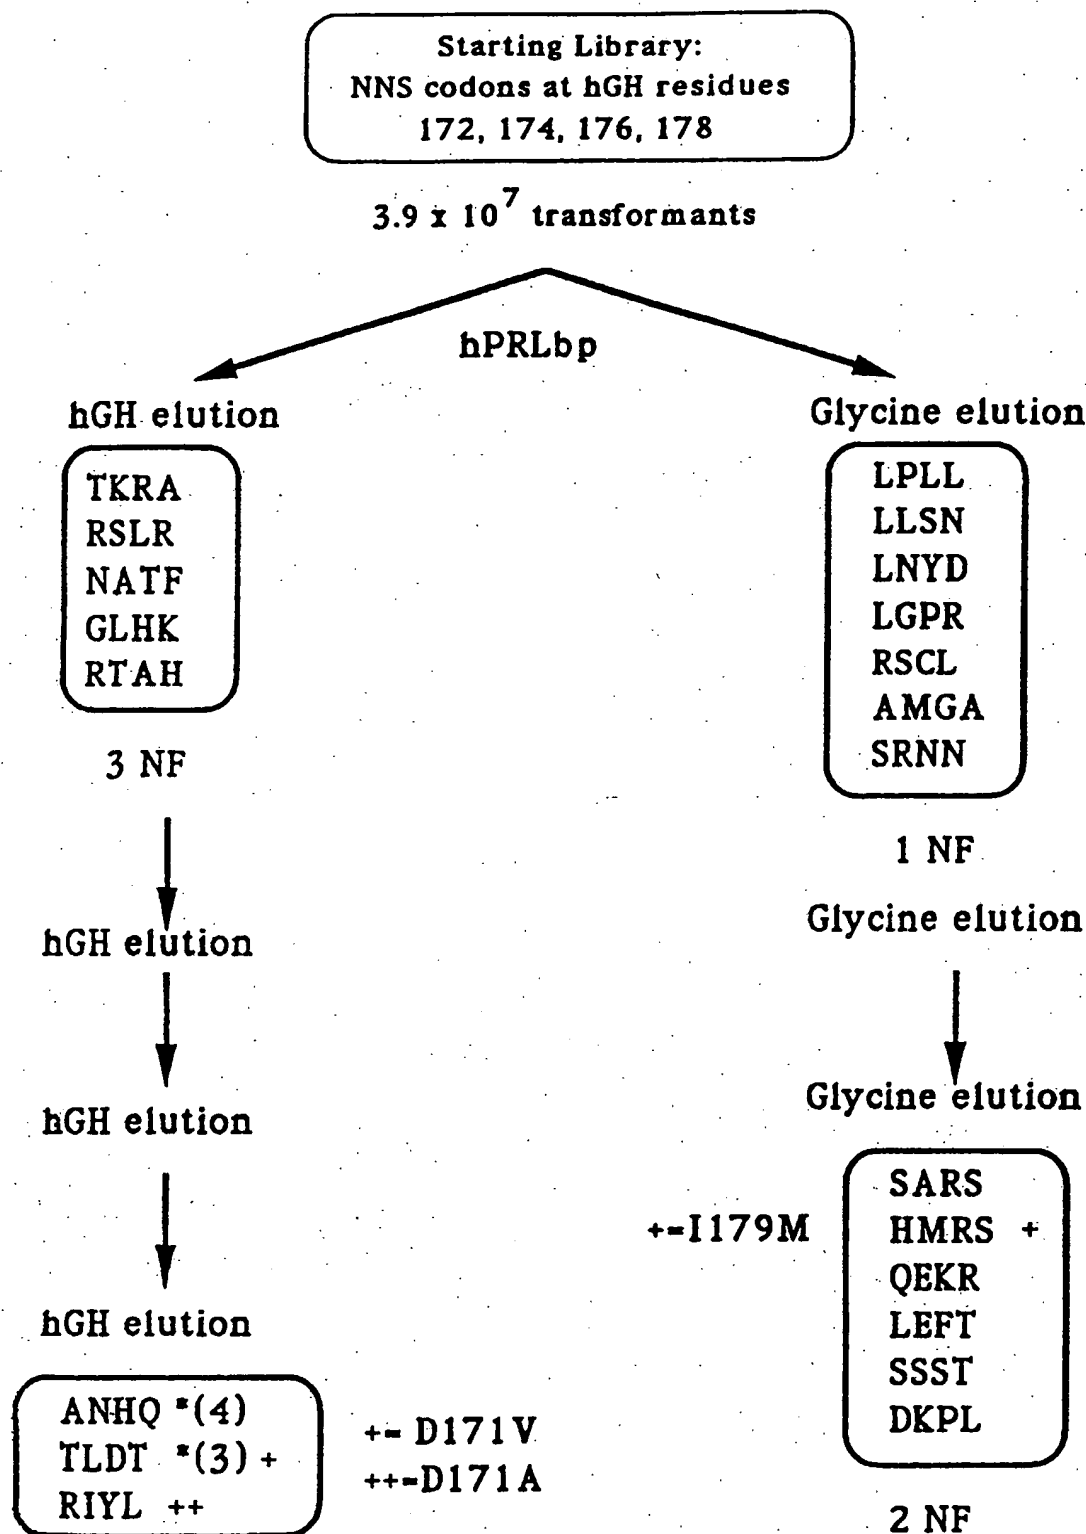 Starting Library:
NNS codons at hGH residues
172, 174, 176, 178
3.9 x 10^7 transformants
hPRLbp
hGH elution
TKRA
RSLR
NATF
GLHK
RTAH
3 NF
hGH elution
hGH elution
hGH elution
ANHQ *(4)
TLDT *(3) +
RIYL ++
+= D171V
++=D171A
Glycine elution
LPLL
LLSN
LNYD
LGPR
RSCL
AMGA
SRNN
1 NF
Glycine elution
Glycine elution
+=I179M
SARS
HMRS +
QEKR
LEFT
SSST
DKPL
2 NF